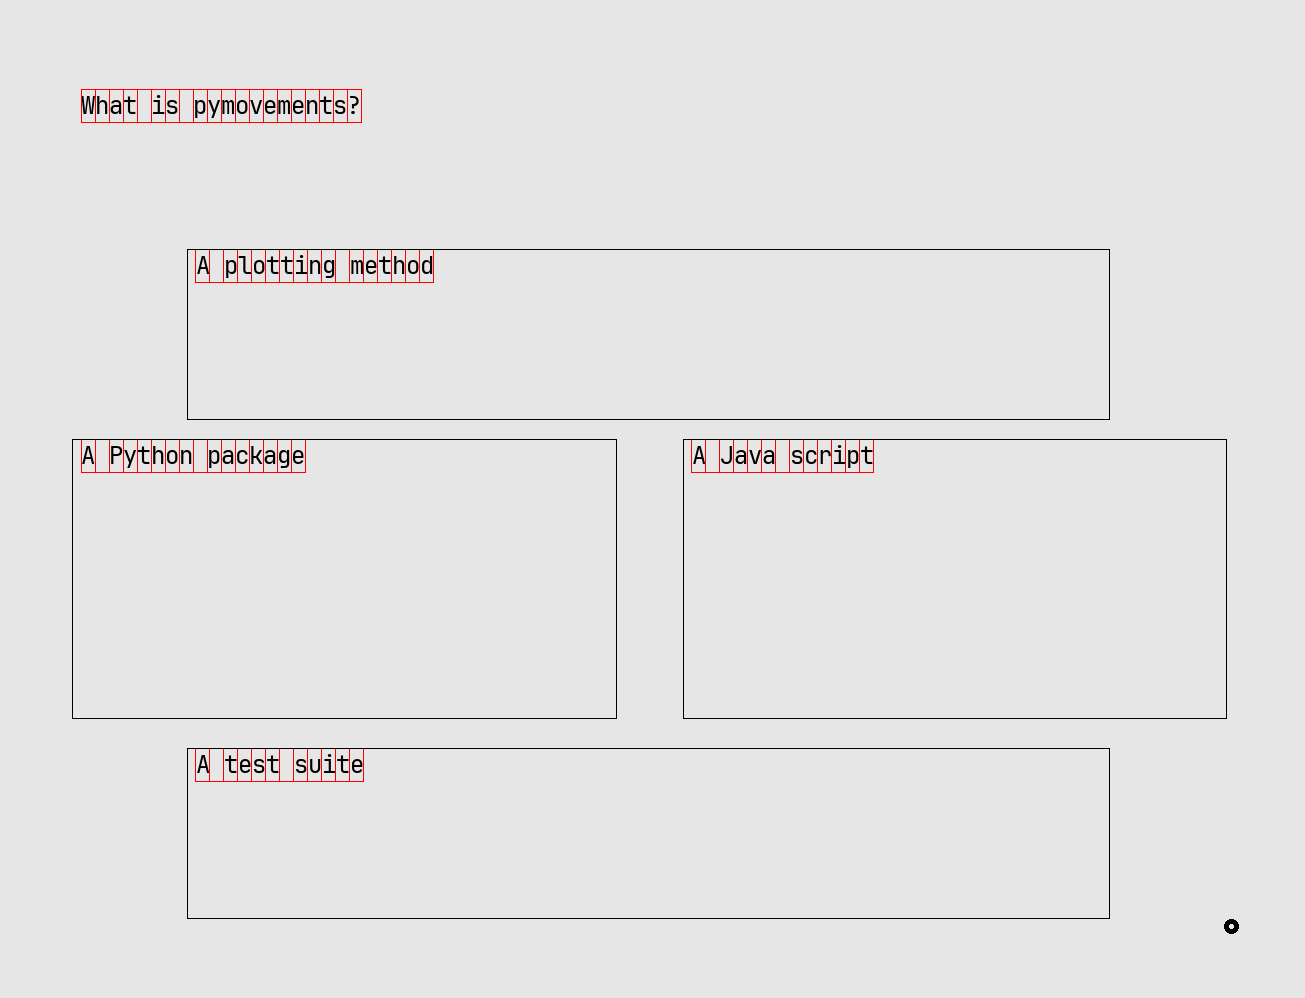 What is pymovements?
A plotting method
A Python package
A Java script
A test suite